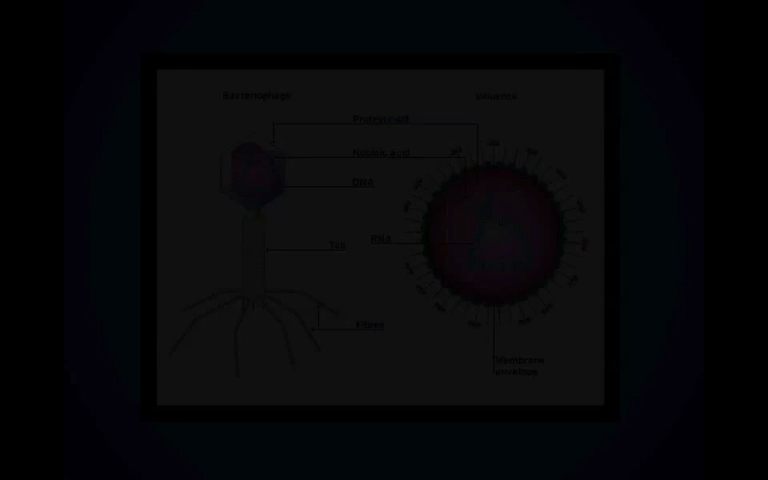 Bacteriophage
Protein coat
Nucleic acid
DNA
RNA
Tail
Fibres
Membrane
envelope